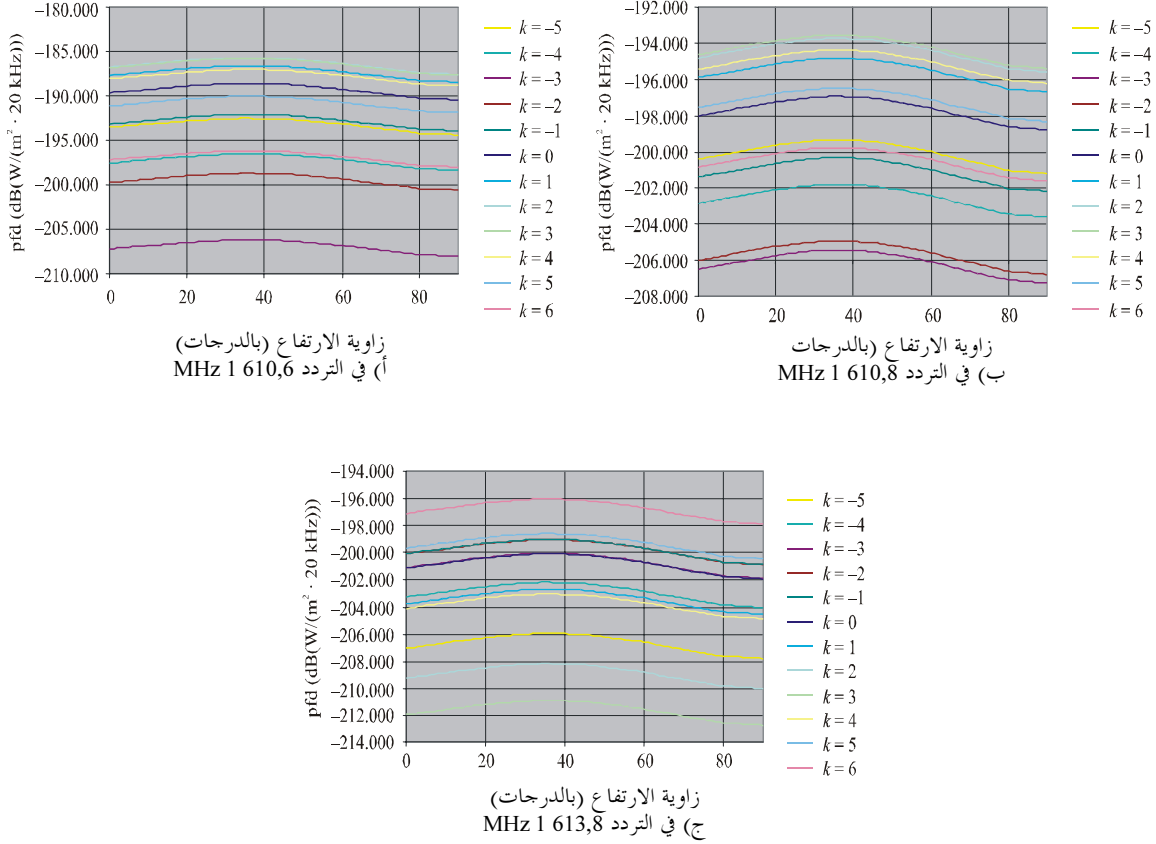 pfd (dB(W/(m² · 20 kHz)))
–180.000
–185.000
–190.000
–195.000
–200.000
–205.000
–210.000
0 20 40 60 80
k = –5
k = –4
k = –3
k = –2
k = –1
k = 0
k = 1
k = 2
k = 3
k = 4
k = 5
k = 6
زاوية الارتفاع (بالدرجات)
أ) في التردد MHz 1 610,6
pfd (dB(W/(m² · 20 kHz)))
–192.000
–194.000
–196.000
–198.000
–200.000
–202.000
–204.000
–206.000
–208.000
0 20 40 60 80
k = –5
k = –4
k = –3
k = –2
k = –1
k = 0
k = 1
k = 2
k = 3
k = 4
k = 5
k = 6
زاوية الارتفاع (بالدرجات
ب) في التردد MHz 1 610,8
pfd (dB(W/(m² · 20 kHz)))
–194.000
–196.000
–198.000
–200.000
–202.000
–204.000
–206.000
–208.000
–210.000
–212.000
–214.000
0 20 40 60 80
k = –5
k = –4
k = –3
k = –2
k = –1
k = 0
k = 1
k = 2
k = 3
k = 4
k = 5
k = 6
زاوية الارتفاع (بالدرجات)
ج) في التردد MHz 1 613,8